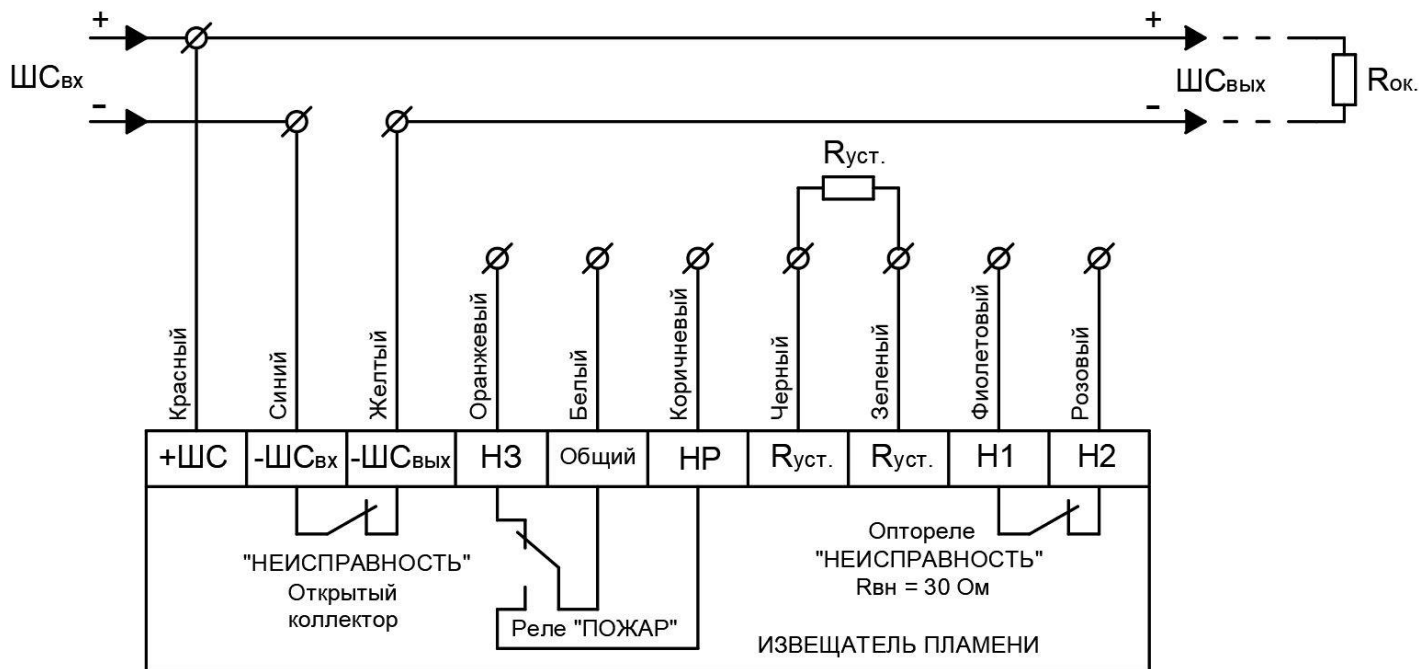 +
+
ШСвх
ШСвых
Rок.
-
-
Rуст.
Красный
Синий
Желтый
Оранжевый
Белый
Коричневый
Черный
Зеленый
Фиолетовый
Розовый
+ШС
-ШСвх
-ШСвых
НЗ
Общий
НР
Rуст.
Rуст.
Н1
Н2
"НЕИСПРАВНОСТЬ"
Открытый
коллектор
Реле "ПОЖАР"
Оптореле
"НЕИСПРАВНОСТЬ"
Rвн = 30 Ом
ИЗВЕЩАТЕЛЬ ПЛАМЕНИ